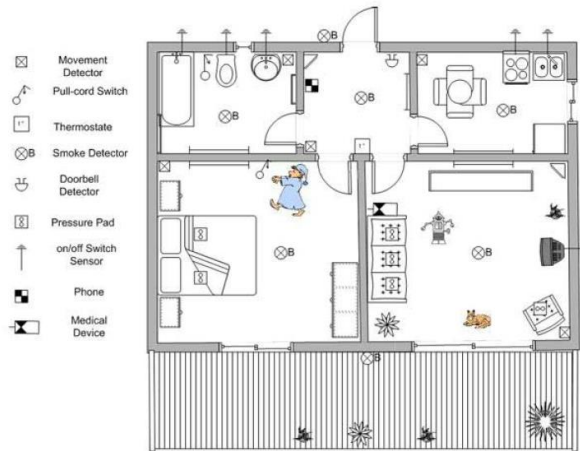 Movement
Detector
Pull-cord Switch
t°
Thermostate
B
Smoke Detector
Doorbell
Detector
Pressure Pad
on/off Switch
Sensor
Phone
Medical
Device
B
B
B
B
t°
B
B
B